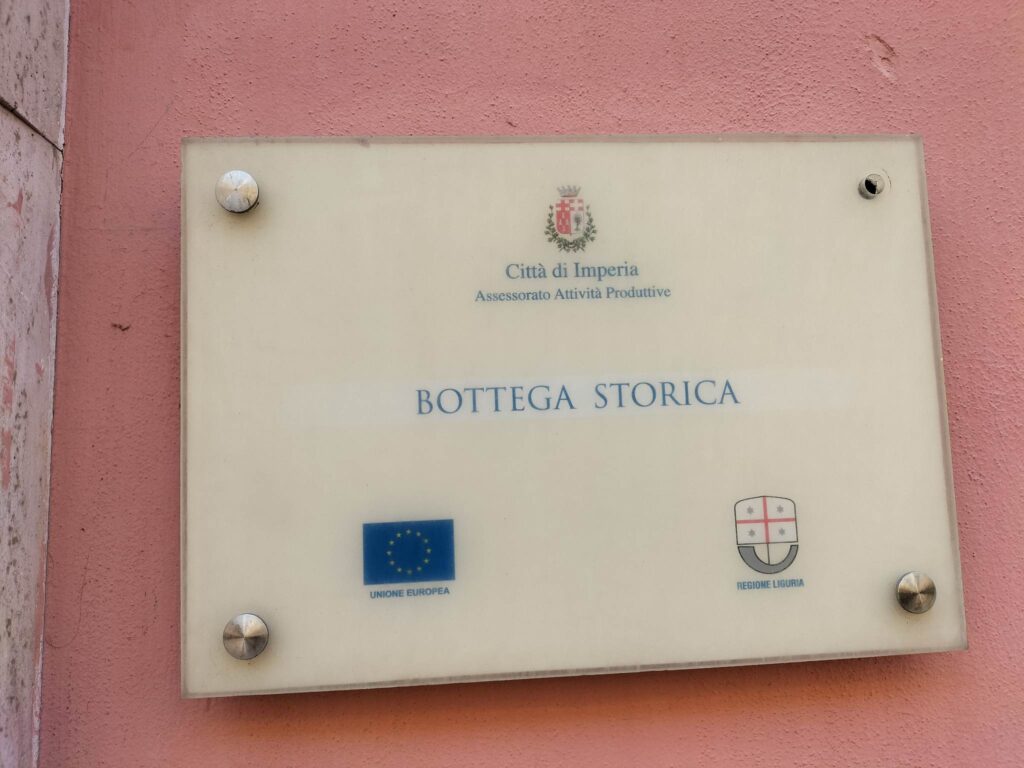 Città di Imperia
Assessorato Attività Produttive
BOTTEGA STORICA
UNIONE EUROPEA
REGIONE LIGURIA